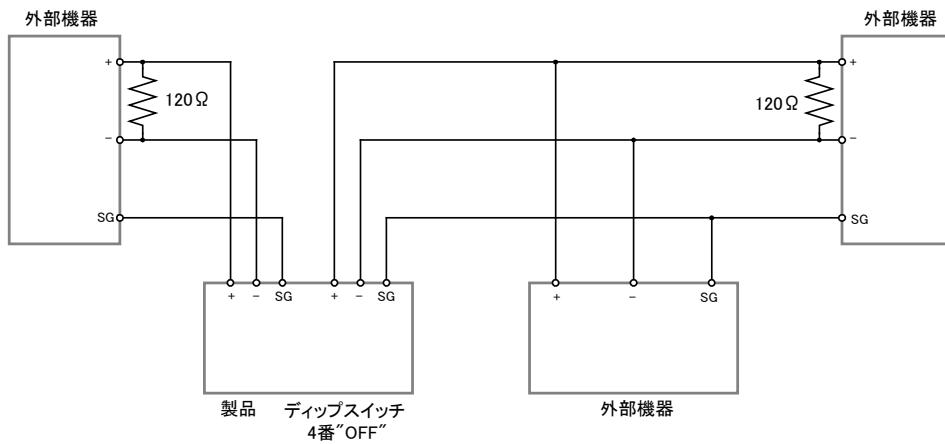 外部機器
外部機器
+
120Ω
−
SG
120Ω
+
−
SG
+ − SG + − SG
+ − SG
製品 ディップスイッチ
4番"OFF"
外部機器